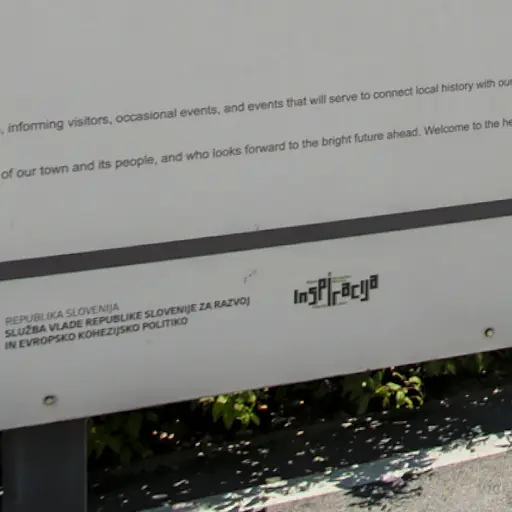 , informing visitors, occasional events, and events that will serve to connect local history with our
of our town and its people, and who looks forward to the bright future ahead. Welcome to the he
REPUBLIKA SLOVENIJA
SLUŽBA VLADE REPUBLIKE SLOVENIJE ZA RAZVOJ
IN EVROPSKO KOHEZIJSKO POLITIKO
InSPiracija